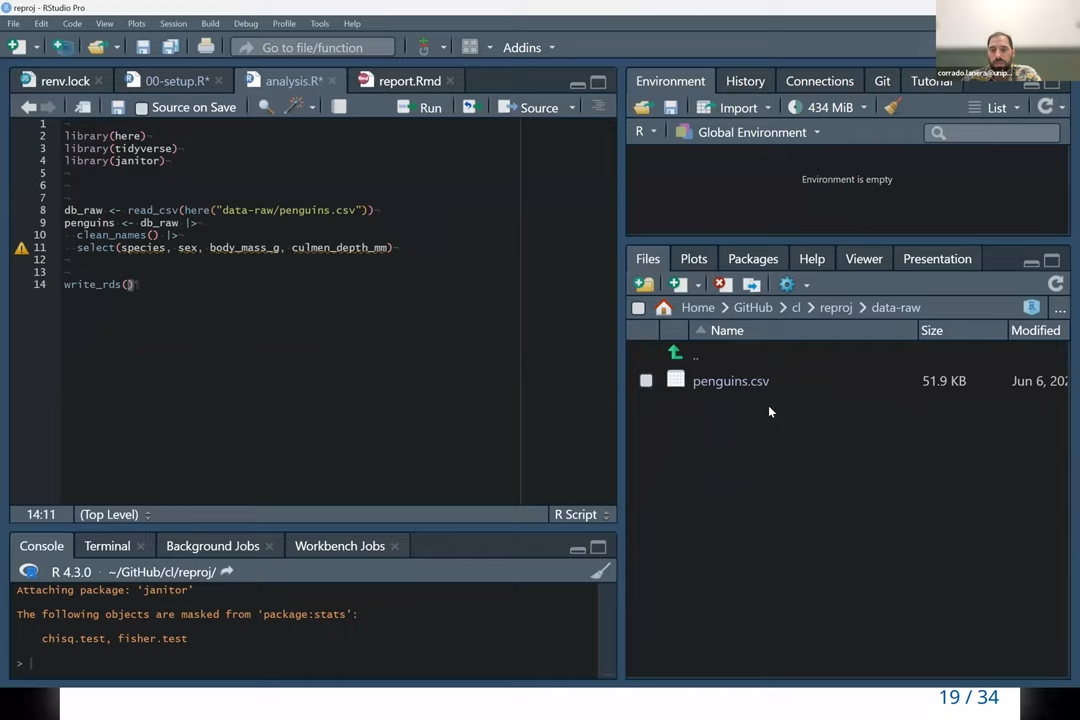 reproj - RStudio Pro
File Edit Code View Plots Session Build Debug Profile Tools Help
Go to file/function Addins
corrado.lanera@unip...
renv.lock 00-setup.R* analysis.R* report.Rmd
Source on Save Run Source
1
2 library(here)
3 library(tidyverse)
4 library(janitor)
5
6
7
8 db_raw <- read_csv(here("data-raw/penguins.csv"))
9 penguins <- db_raw |>
10 clean_names() |>
11 select(species, sex, body_mass_g, culmen_depth_mm)
12
13
14 write_rds()
14:11 (Top Level) R Script
Console Terminal Background Jobs Workbench Jobs
R 4.3.0 · ~/GitHub/cl/reproj/
Attaching package: ‘janitor’
The following objects are masked from ‘package:stats’:
chisq.test, fisher.test
>
Environment History Connections Git Tutorial
Import 434 MiB List
R Global Environment
Environment is empty
Files Plots Packages Help Viewer Presentation
Home GitHub cl reproj data-raw ...
Name Size Modified
..
penguins.csv 51.9 KB Jun 6, 202
19 / 34